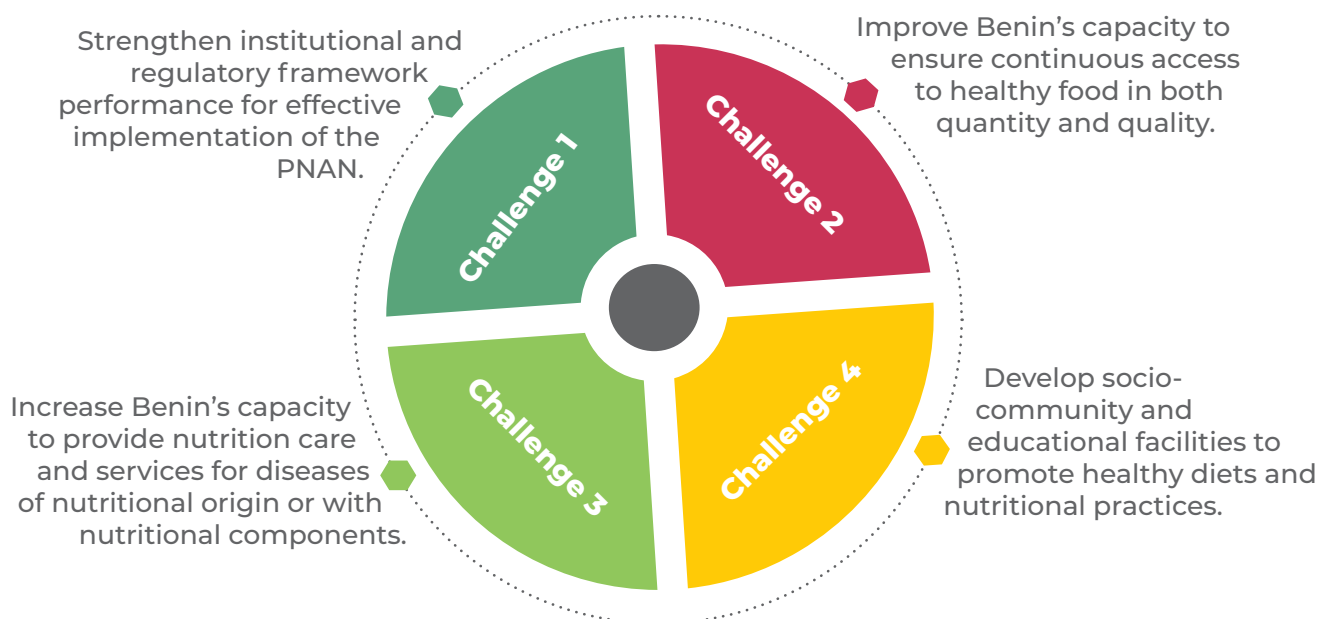 Strengthen institutional and
regulatory framework
performance for effective
implementation of the
PNAN.
Challenge 1
Improve Benin’s capacity to
ensure continuous access
to healthy food in both
quantity and quality.
Challenge 2
Increase Benin’s capacity
to provide nutrition care
and services for diseases
of nutritional origin or with
nutritional components.
Challenge 3
Develop socio-
community and
educational facilities to
promote healthy diets and
nutritional practices.
Challenge 4